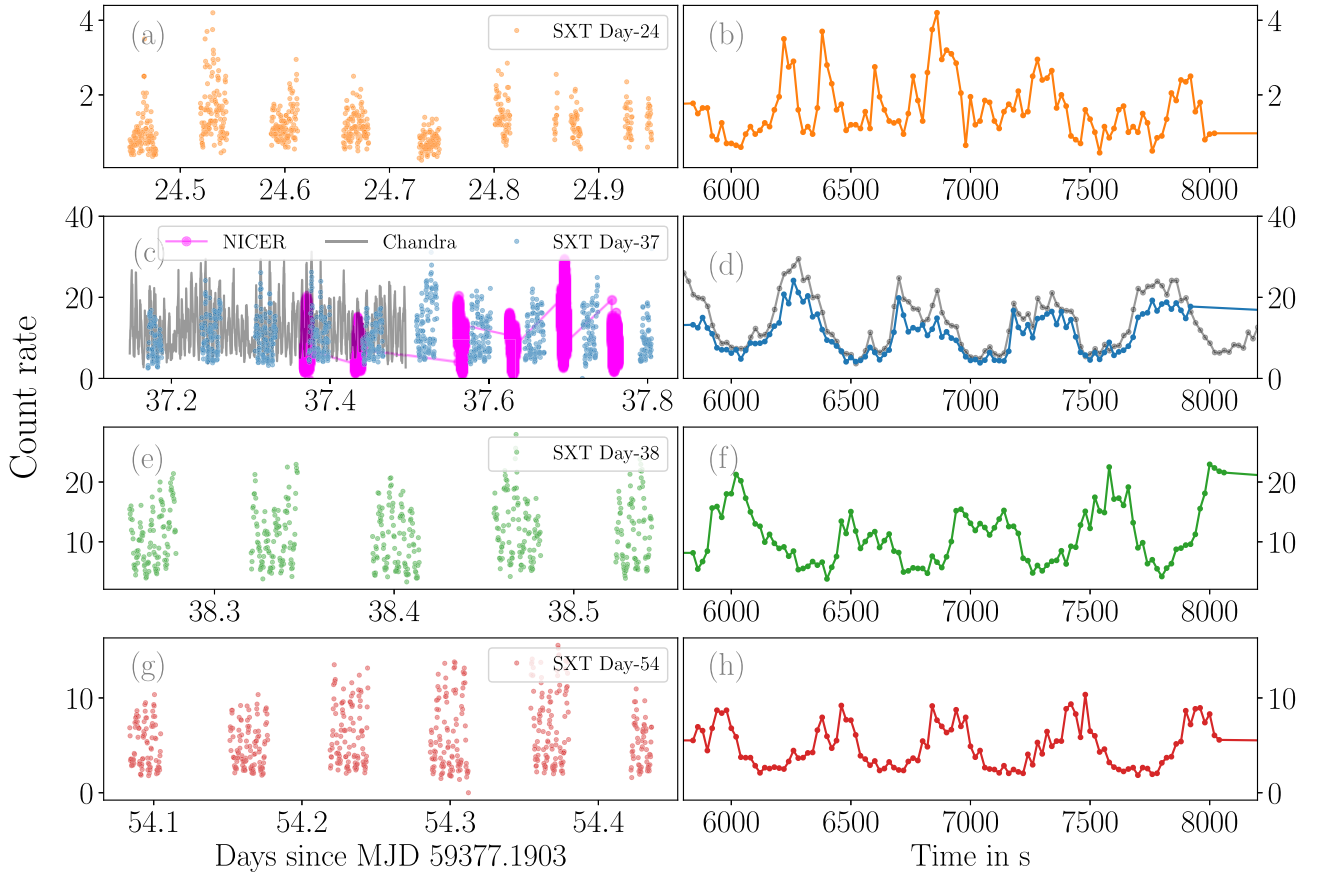 (a)
SXT Day-24
4
2
24.5 24.6 24.7 24.8 24.9
(b)
4
2
6000 6500 7000 7500 8000
(c)
NICER Chandra SXT Day-37
40
20
0
37.2 37.4 37.6 37.8
(d)
40
20
0
6000 6500 7000 7500 8000
Count rate
(e)
SXT Day-38
20
10
38.3 38.4 38.5
(f)
20
10
6000 6500 7000 7500 8000
(g)
SXT Day-54
10
0
54.1 54.2 54.3 54.4
Days since MJD 59377.1903
(h)
10
0
6000 6500 7000 7500 8000
Time in s